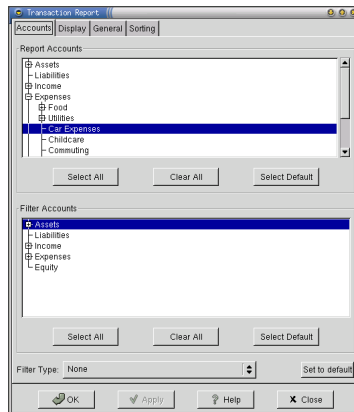 Transaction Report
Accounts Display General Sorting
Report Accounts
Assets
Liabilities
Income
Expenses
Food
Utilities
Car Expenses
Childcare
Commuting
Select All Clear All Select Default
Filter Accounts
Assets
Liabilities
Income
Expenses
Equity
Select All Clear All Select Default
Filter Type: None Set to default
OK Apply Help Close